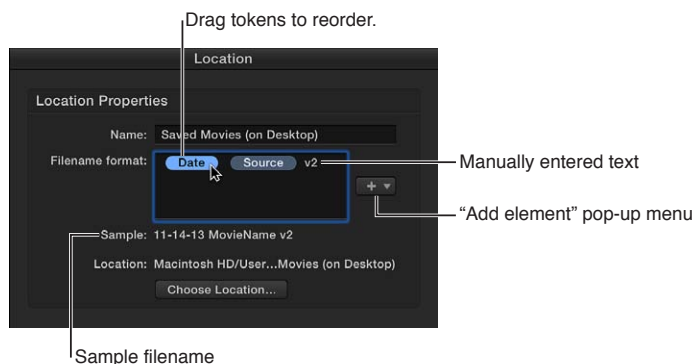 Drag tokens to reorder.
Location
Location Properties
Name: Saved Movies (on Desktop)
Filename format: Date Source v2
Manually entered text
+
“Add element” pop-up menu
Sample: 11-14-13 MovieName v2
Location: Macintosh HD/User...Movies (on Desktop)
Choose Location...
Sample filename